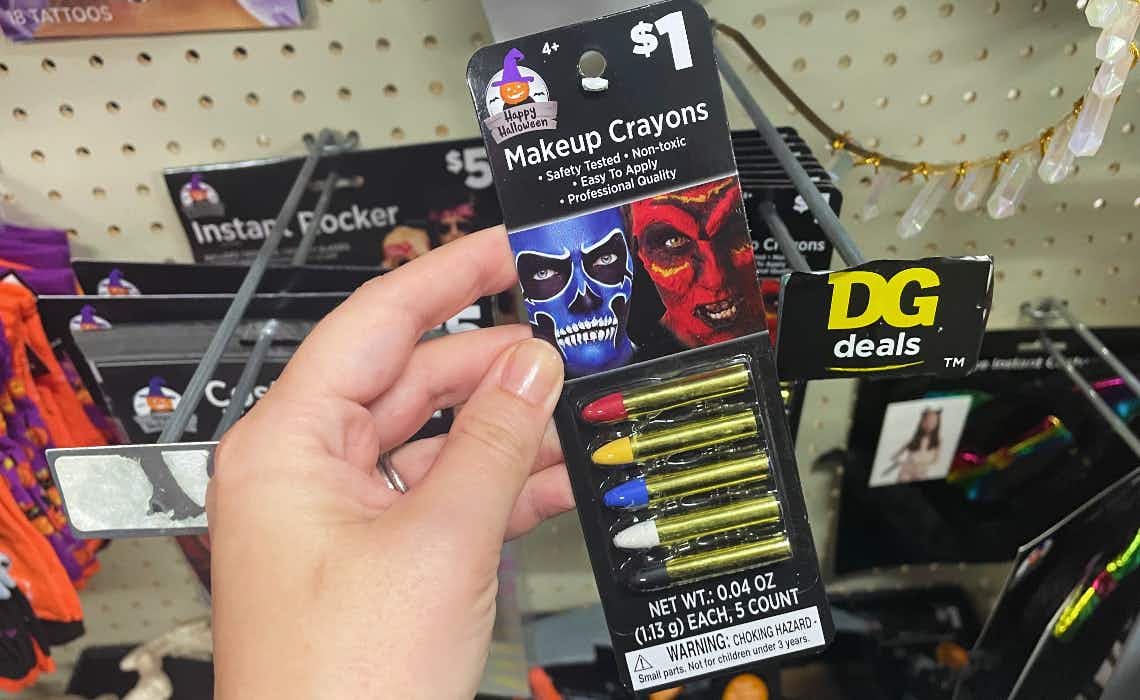 18 TATTOOS
4+
$1
Happy
Halloween
Makeup Crayons
• Safety Tested • Non-toxic
• Easy To Apply
• Professional Quality
NET WT.: 0.04 OZ
(1.13 g) EACH, 5 COUNT
WARNING: CHOKING HAZARD -
Small parts. Not for children under 3 years.
$5
Instant Rocker
Crayons
DG
deals
TM
Instant